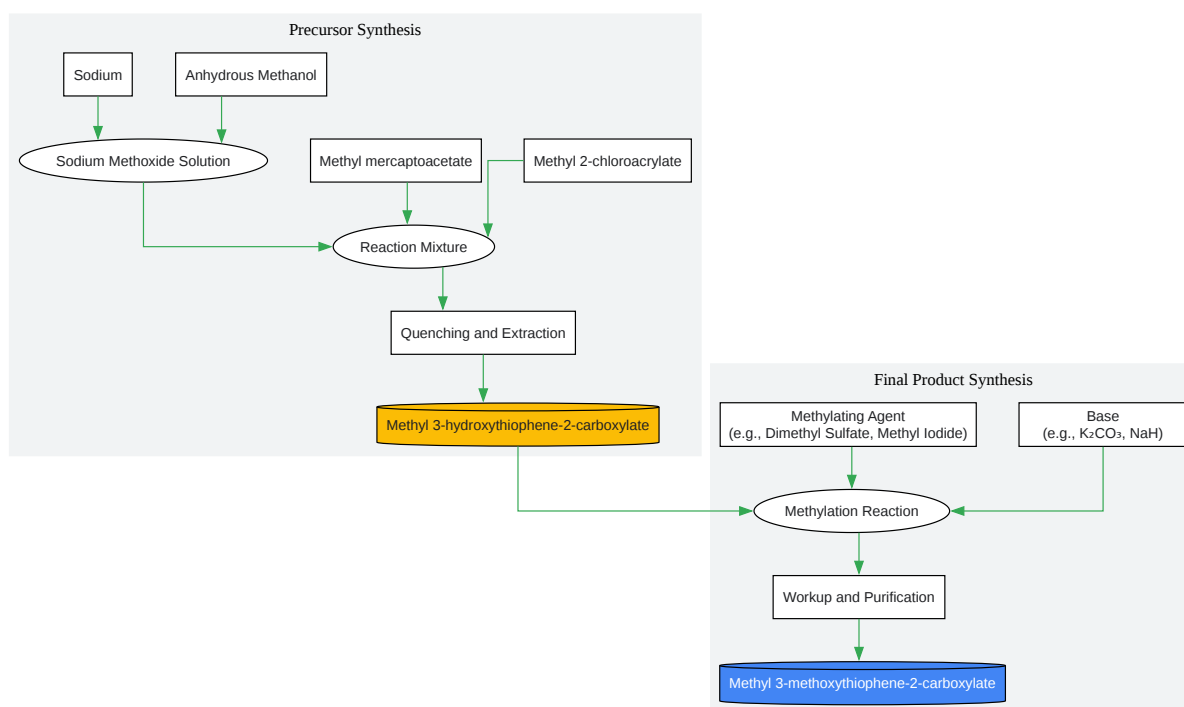 Precursor Synthesis
Sodium
Anhydrous Methanol
Sodium Methoxide Solution
Methyl mercaptoacetate
Methyl 2-chloroacrylate
Reaction Mixture
Quenching and Extraction
Methyl 3-hydroxythiophene-2-carboxylate
Final Product Synthesis
Methylating Agent
(e.g., Dimethyl Sulfate, Methyl Iodide)
Base
(e.g., K₂CO₃, NaH)
Methylation Reaction
Workup and Purification
Methyl 3-methoxythiophene-2-carboxylate